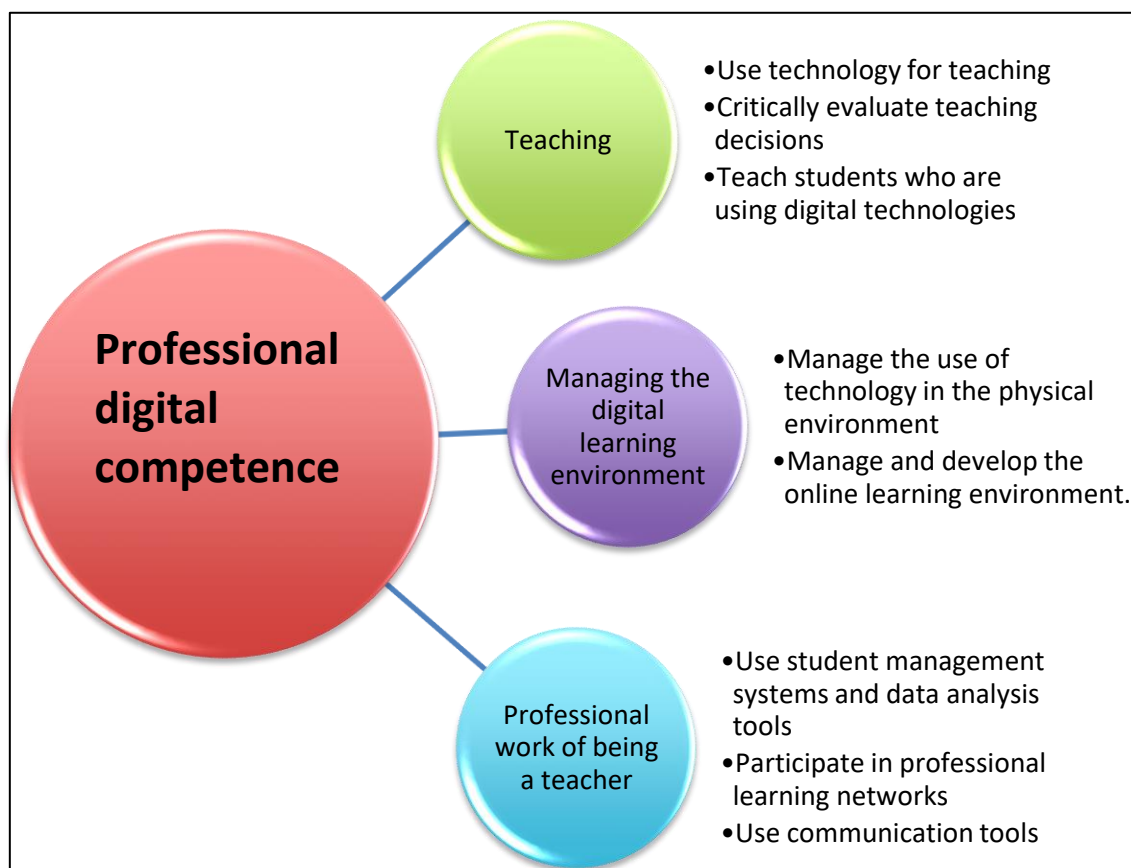 Professional
digital
competence
Teaching
•Use technology for teaching
•Critically evaluate teaching
decisions
•Teach students who are
using digital technologies
Managing the
digital
learning
environment
•Manage the use of
technology in the physical
environment
•Manage and develop the
online learning environment.
Professional
work of being
a teacher
•Use student management
systems and data analysis
tools
•Participate in professional
learning networks
•Use communication tools